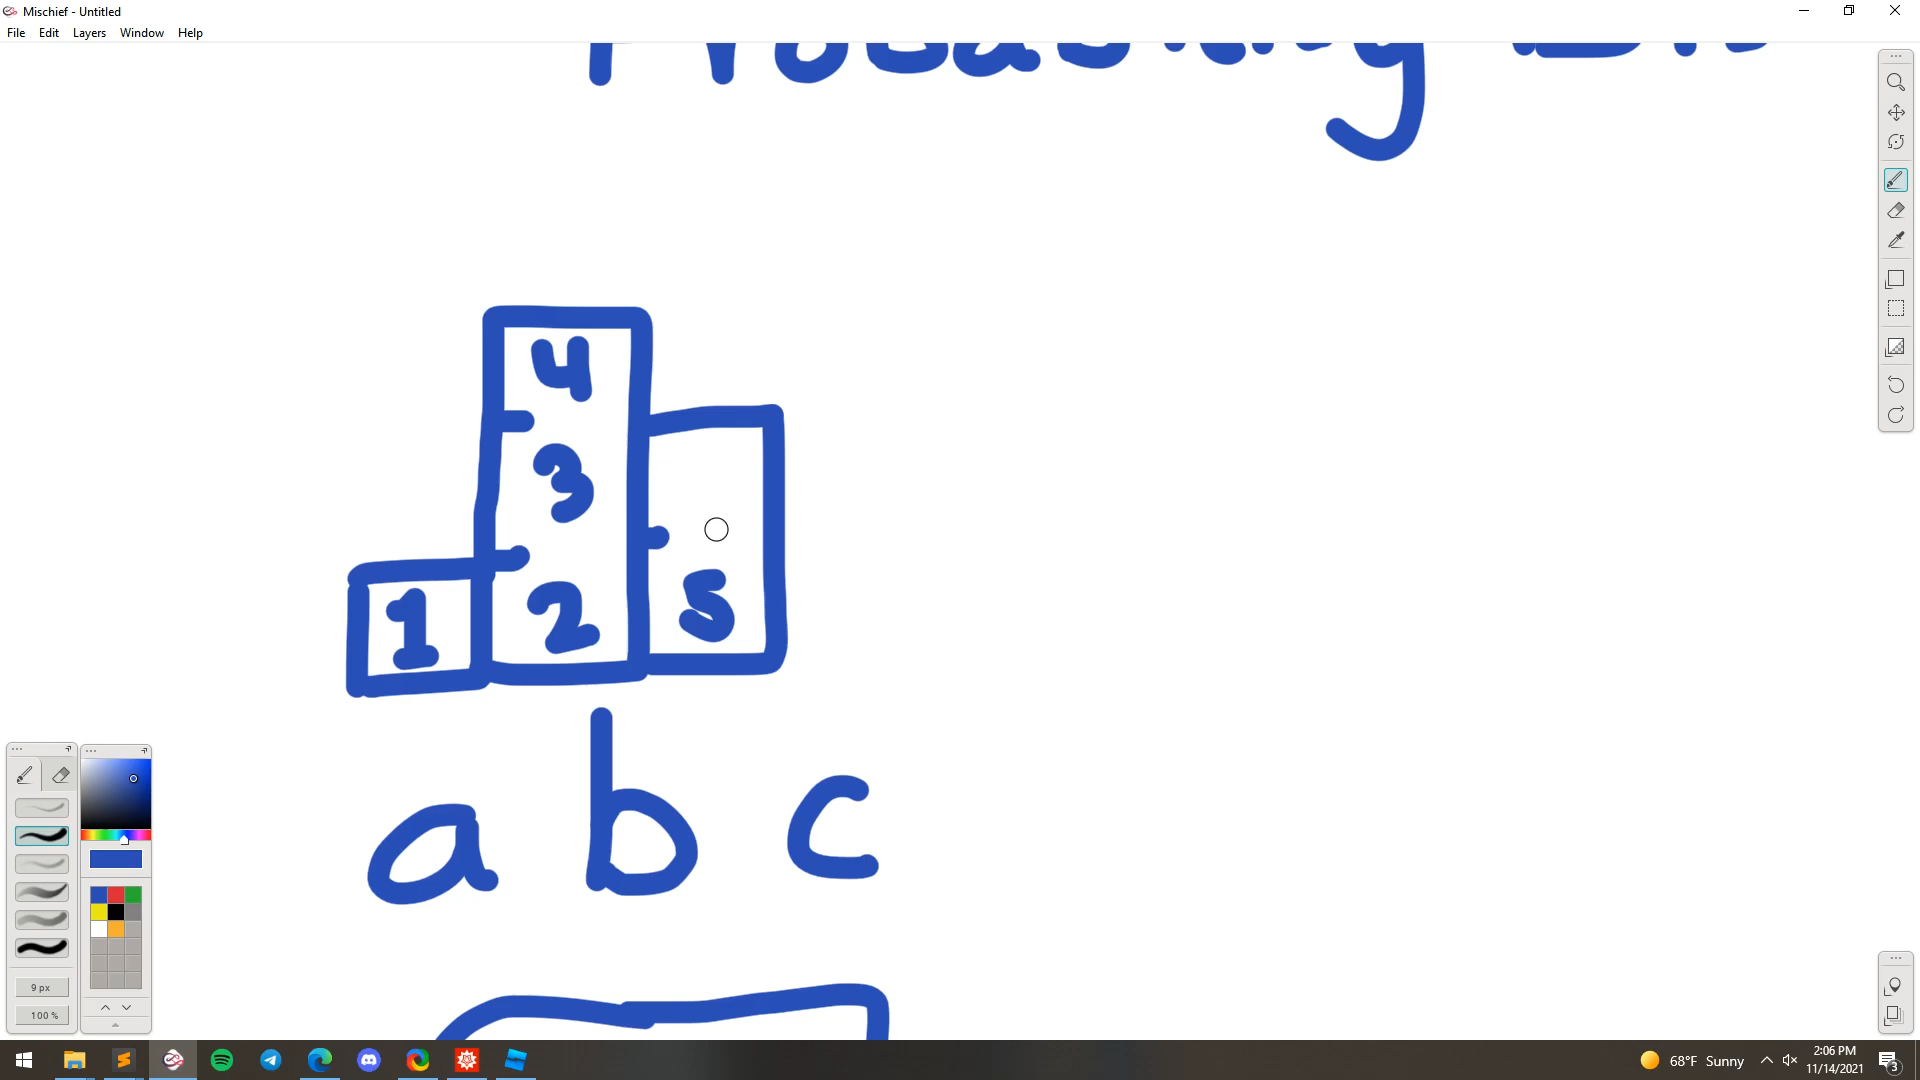 Mischief - Untitled
File Edit Layers Window Help
4
3
1 2 5
a b c
9 px
100 %
68°F Sunny
2:06 PM
11/14/2021
3